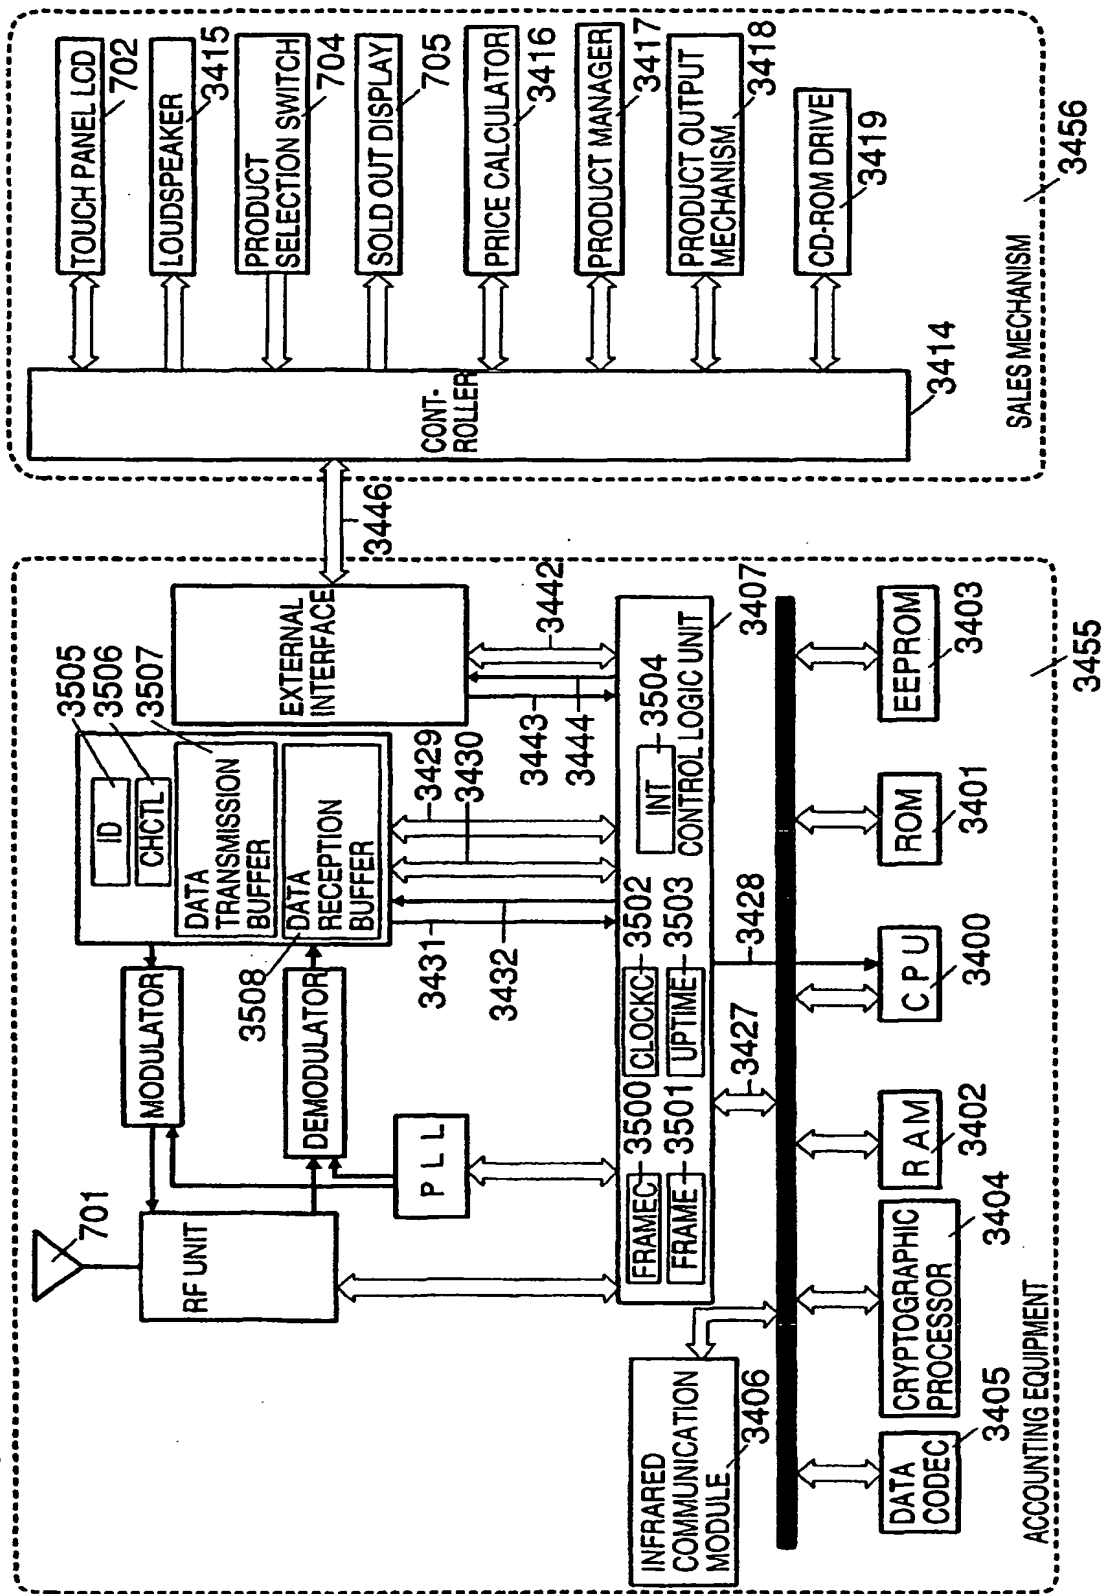 701
RF UNIT
MODULATOR
DEMODULATOR
P L L
ID
CHCTL
DATA
TRANSMISSION
BUFFER
DATA
RECEPTION
BUFFER
3505
3506
3507
3508
EXTERNAL
INTERFACE
3446
3431
3432
3429
3430
3443
3444
3442
FRAMEC
3500
FRAME
3501
CLOCKC
3502
UPTIME
3503
INT
3504
CONTROL LOGIC UNIT
3407
INFRARED
COMMUNICATION
MODULE
3406
3427
3428
DATA
CODEC
3405
CRYPTOGRAPHIC
PROCESSOR
3404
R A M
3402
C P U
3400
ROM
3401
EEPROM
3403
ACCOUNTING EQUIPMENT
3455
CONT-
ROLLER
3414
TOUCH PANEL LCD
702
LOUDSPEAKER
3415
PRODUCT
SELECTION SWITCH
704
SOLD OUT DISPLAY
705
PRICE CALCULATOR
3416
PRODUCT MANAGER
3417
PRODUCT OUTPUT
MECHANISM
3418
CD-ROM DRIVE
3419
SALES MECHANISM
3456